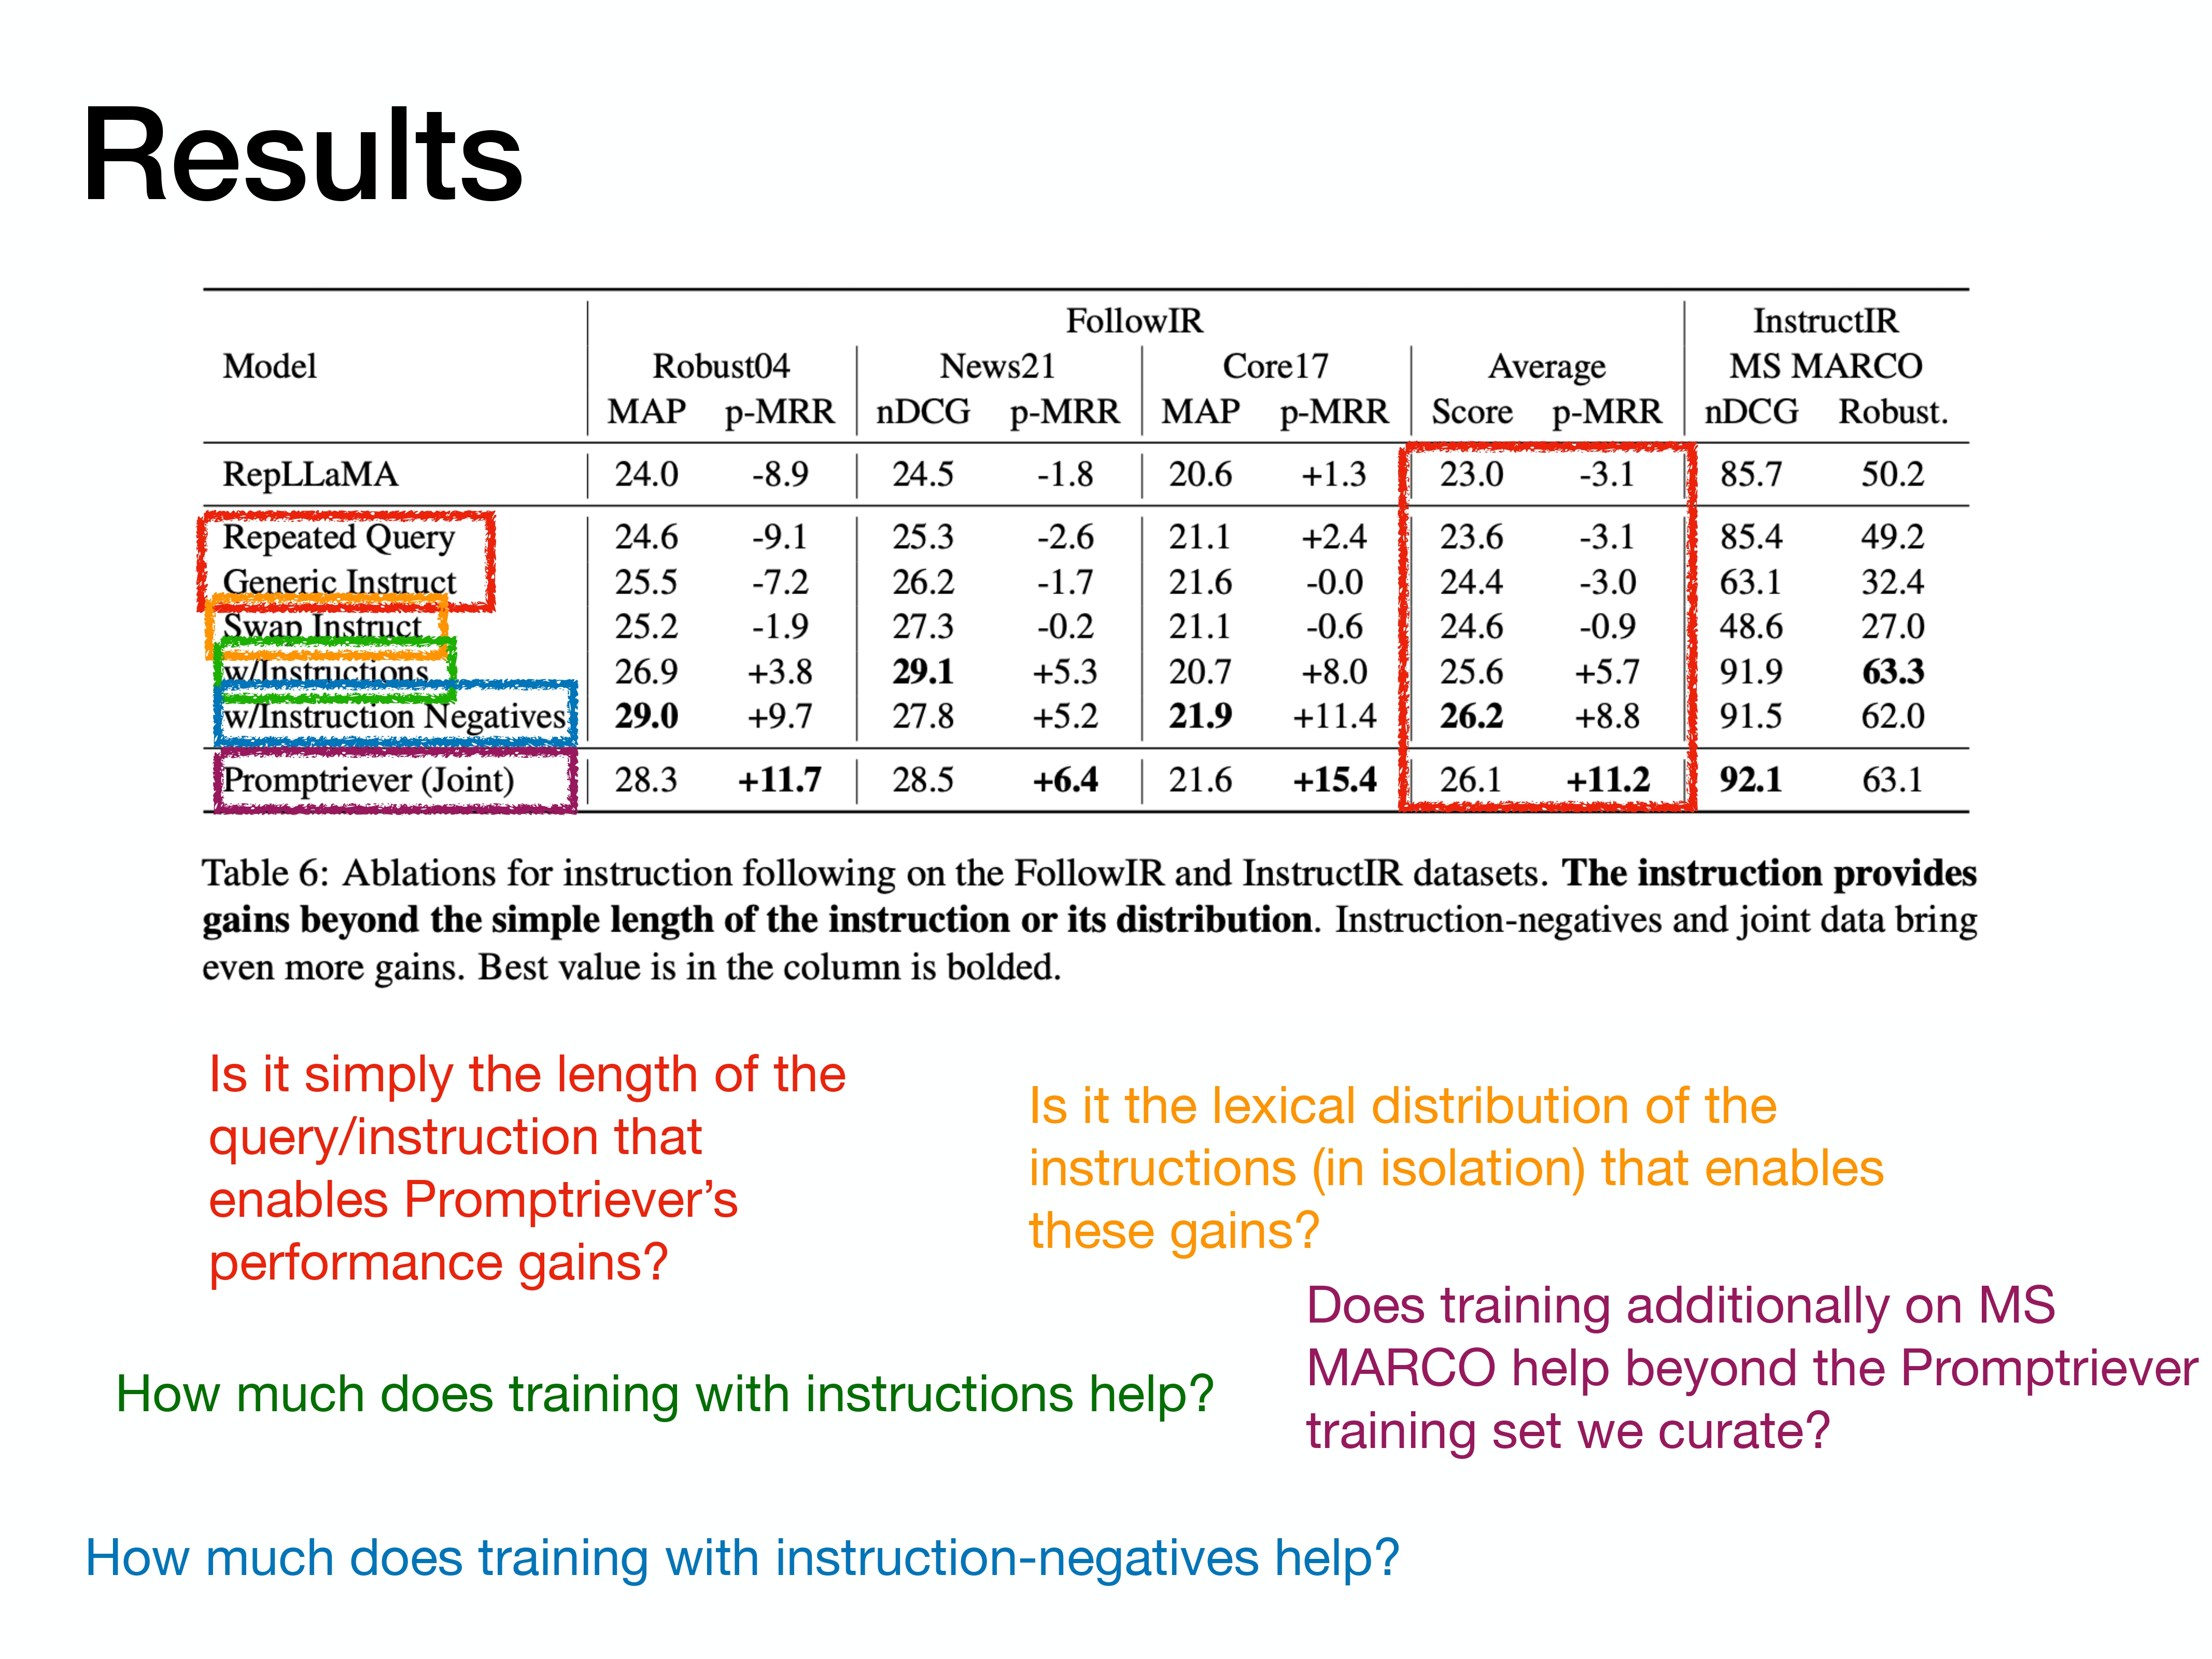 Results
FollowIR InstructIR
Model Robust04 News21 Core17 Average MS MARCO
MAP p-MRR nDCG p-MRR MAP p-MRR Score p-MRR nDCG Robust.
RepLLaMA 24.0 -8.9 24.5 -1.8 20.6 +1.3 23.0 -3.1 85.7 50.2
Repeated Query 24.6 -9.1 25.3 -2.6 21.1 +2.4 23.6 -3.1 85.4 49.2
Generic Instruct 25.5 -7.2 26.2 -1.7 21.6 -0.0 24.4 -3.0 63.1 32.4
Swap Instruct 25.2 -1.9 27.3 -0.2 21.1 -0.6 24.6 -0.9 48.6 27.0
w/Instructions 26.9 +3.8 29.1 +5.3 20.7 +8.0 25.6 +5.7 91.9 63.3
w/Instruction Negatives 29.0 +9.7 27.8 +5.2 21.9 +11.4 26.2 +8.8 91.5 62.0
Promptriever (Joint) 28.3 +11.7 28.5 +6.4 21.6 +15.4 26.1 +11.2 92.1 63.1
Table 6: Ablations for instruction following on the FollowIR and InstructIR datasets. The instruction provides
gains beyond the simple length of the instruction or its distribution. Instruction-negatives and joint data bring
even more gains. Best value is in the column is bolded.
Is it simply the length of the
query/instruction that
enables Promptriever’s
performance gains?
Is it the lexical distribution of the
instructions (in isolation) that enables
these gains?
Does training additionally on MS
MARCO help beyond the Promptriever
training set we curate?
How much does training with instructions help?
How much does training with instruction-negatives help?